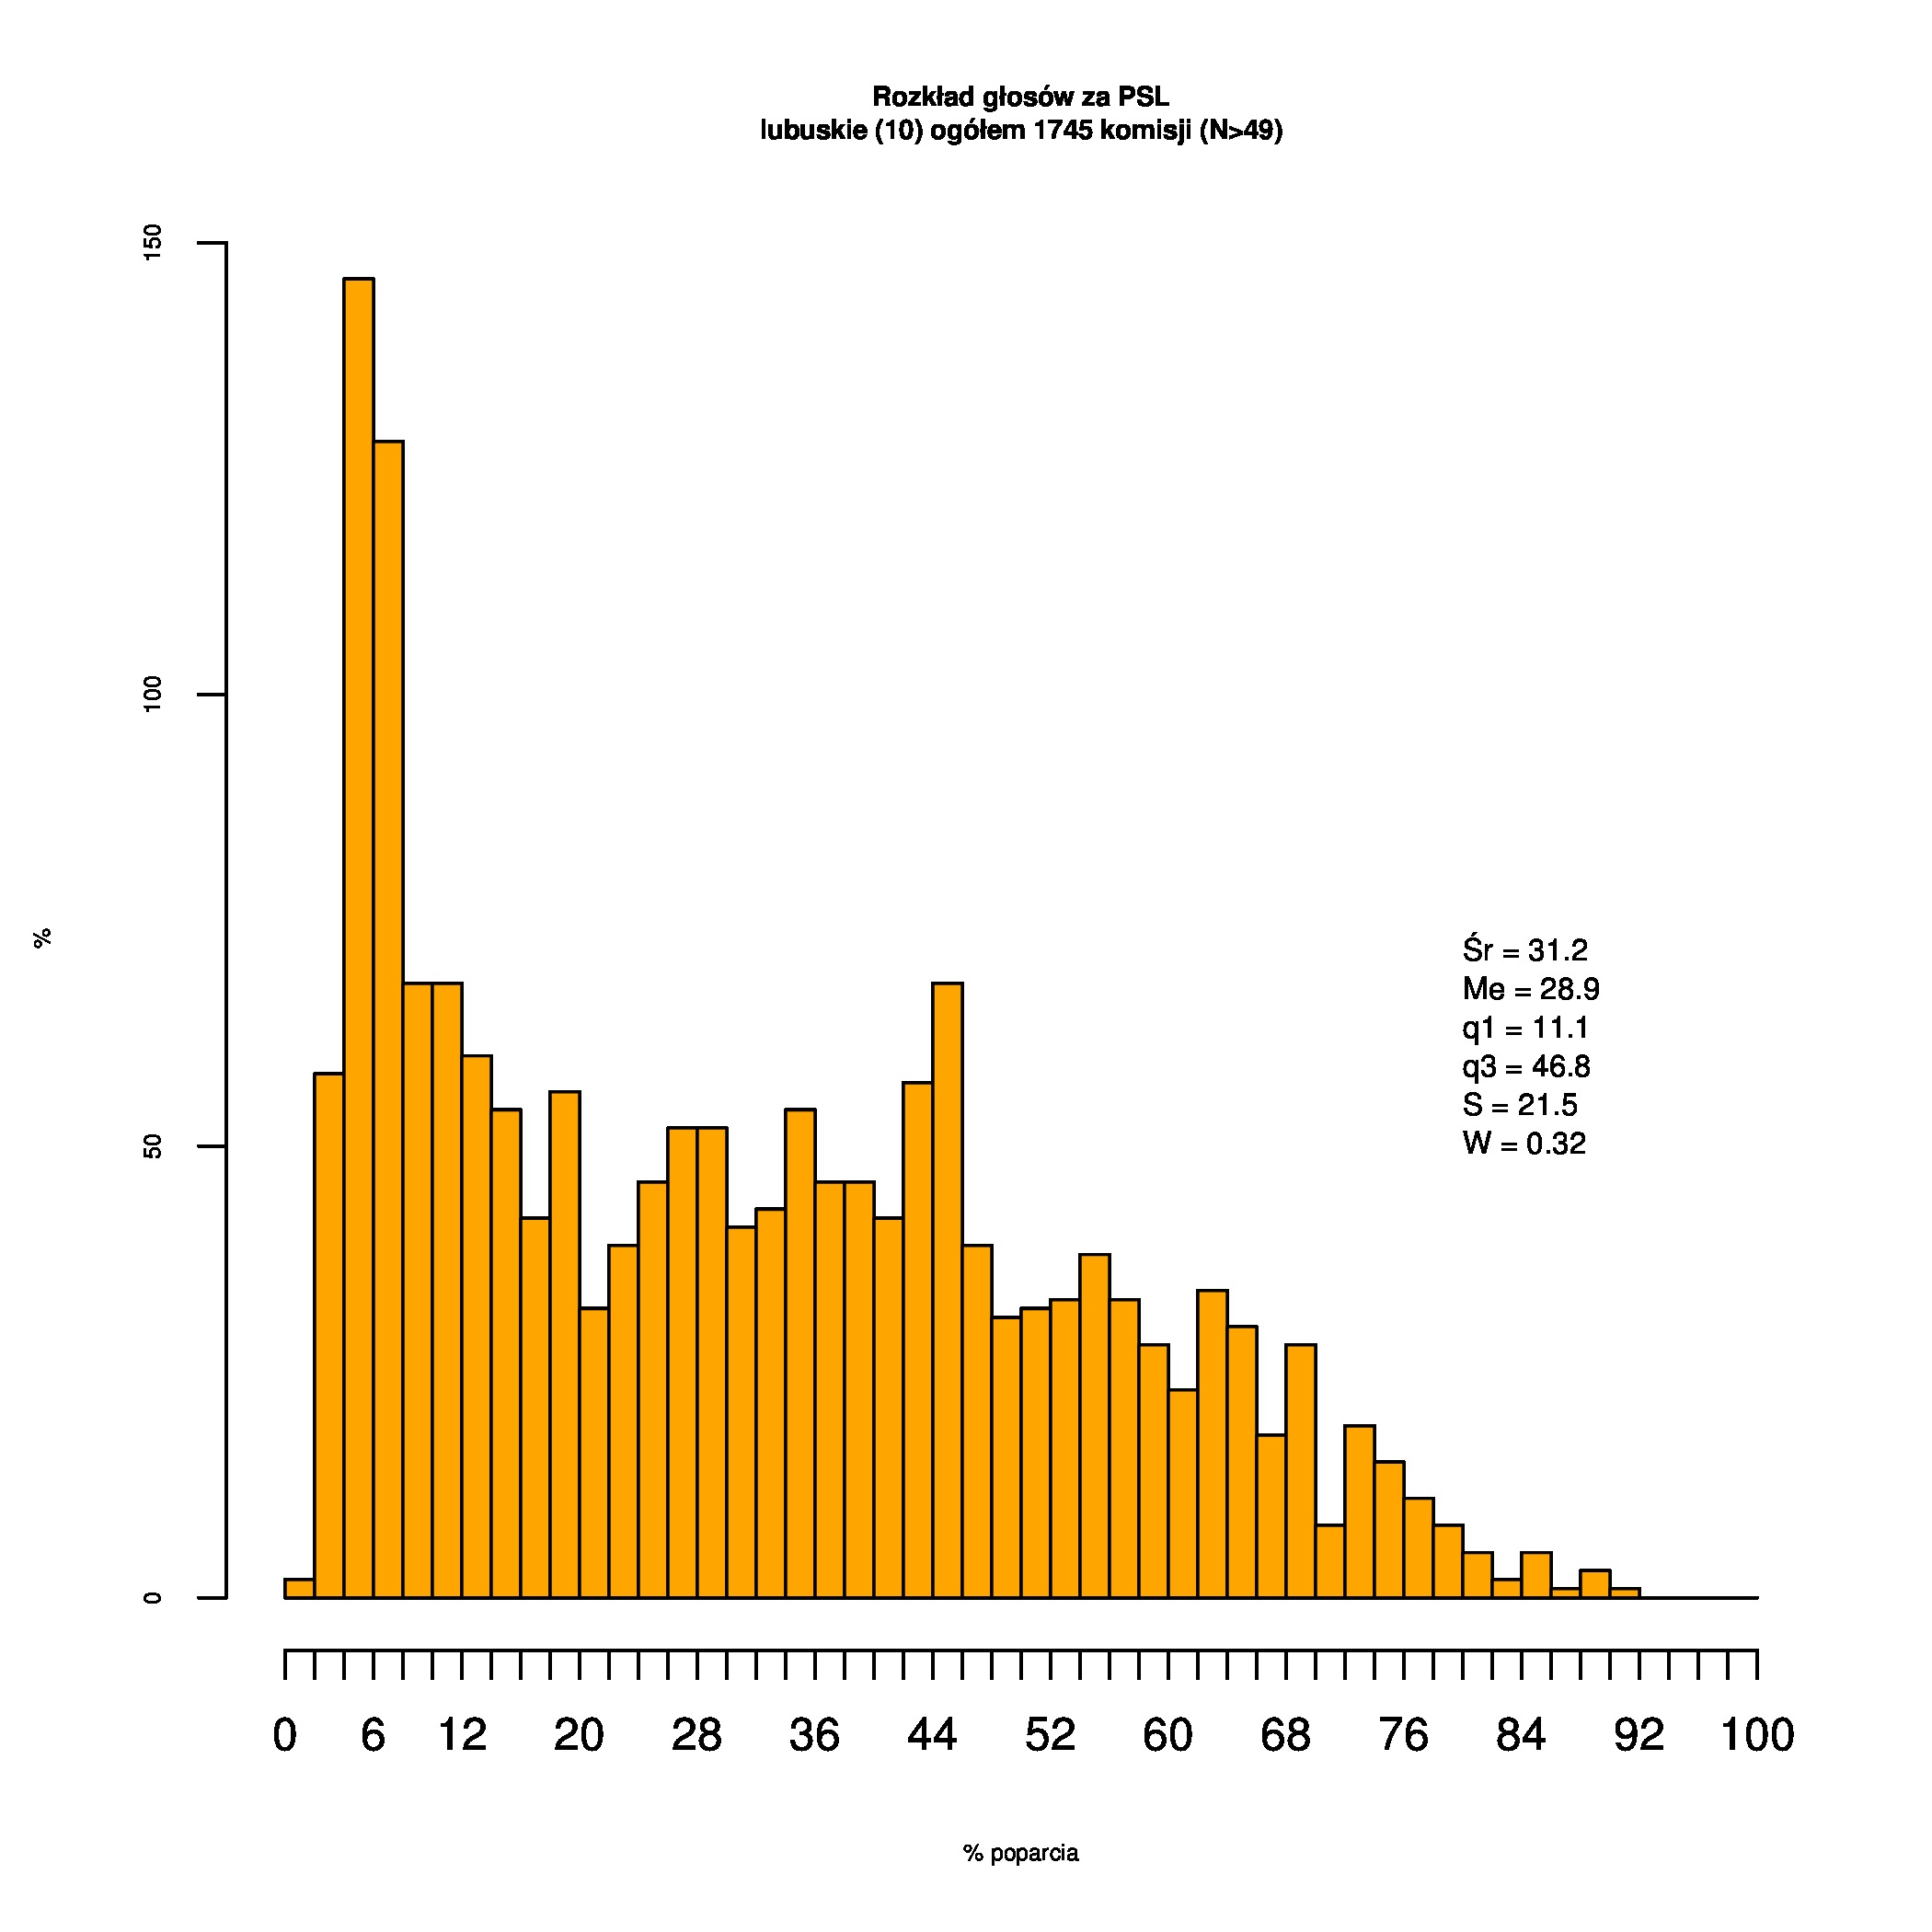 Rozkład głosów za PSL
lubuskie (10) ogółem 1745 komisji (N>49)
150
100
50
0
%
Śr = 31.2
Me = 28.9
q1 = 11.1
q3 = 46.8
S = 21.5
W = 0.32
0 6 12 20 28 36 44 52 60 68 76 84 92 100
% poparcia